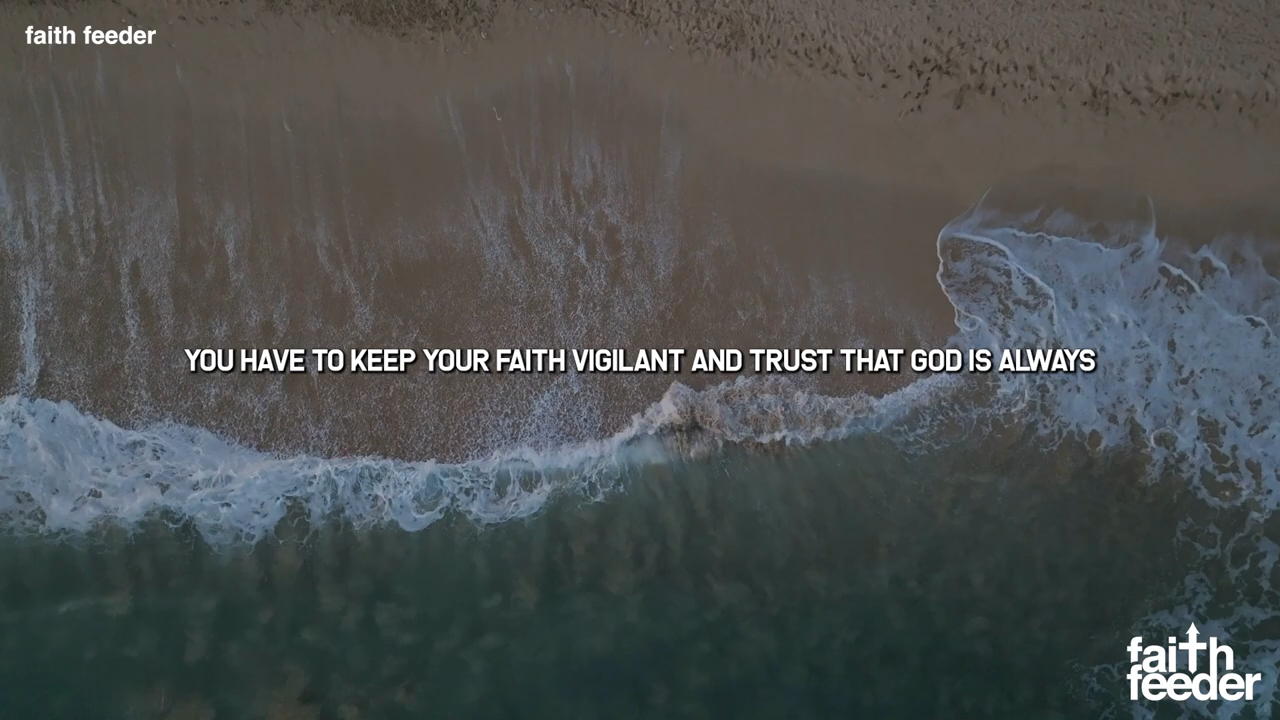 faith feeder
YOU HAVE TO KEEP YOUR FAITH VIGILANT AND TRUST THAT GOD IS ALWAYS
faith
feeder